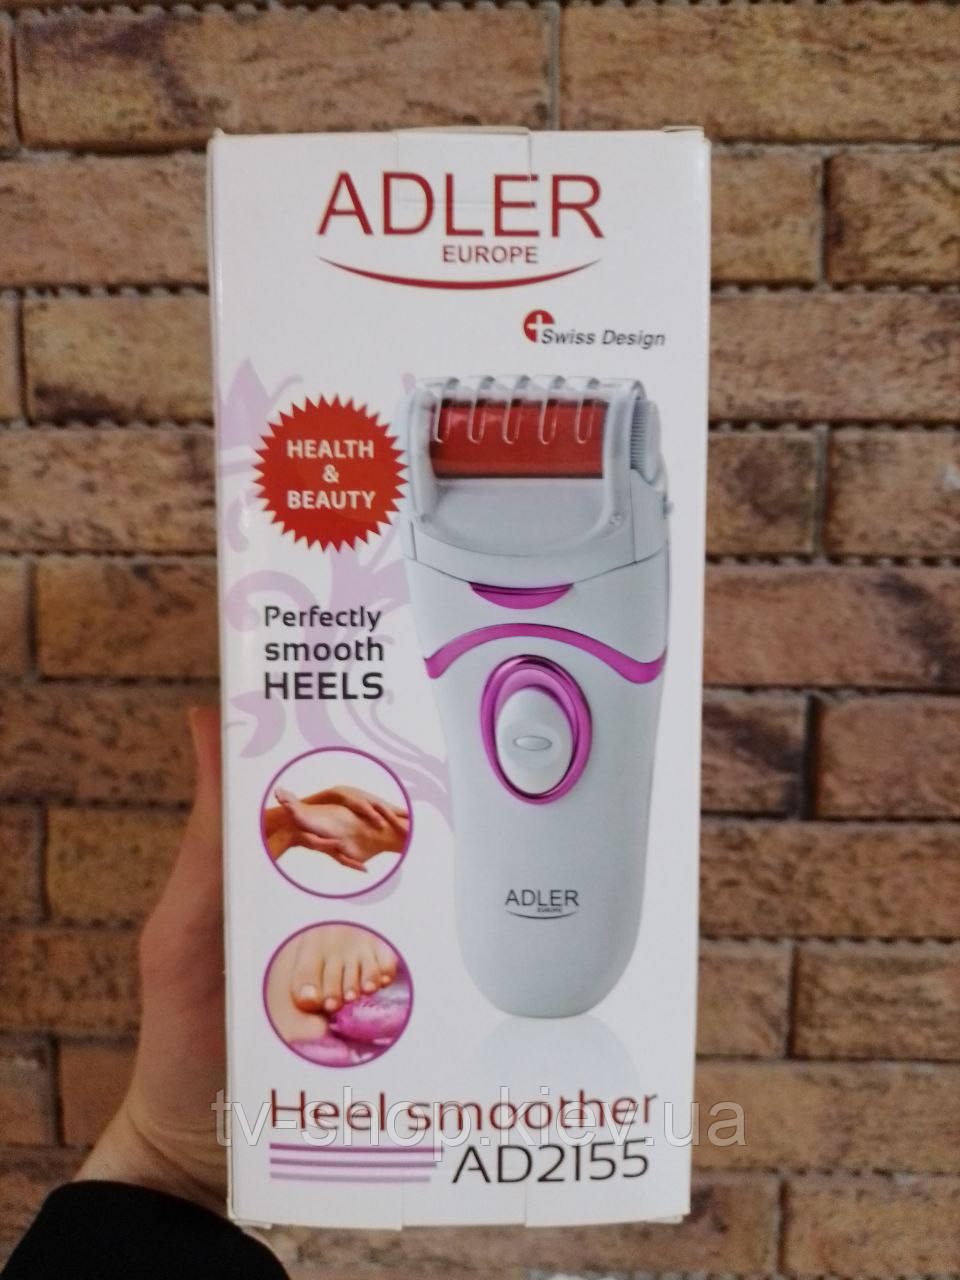 ADLER
EUROPE
Swiss Design
HEALTH
&
BEAUTY
Perfectly
smooth
HEELS
ADLER
EUROPE
Heel smoother
tv-shop.kiev.ua
AD2155